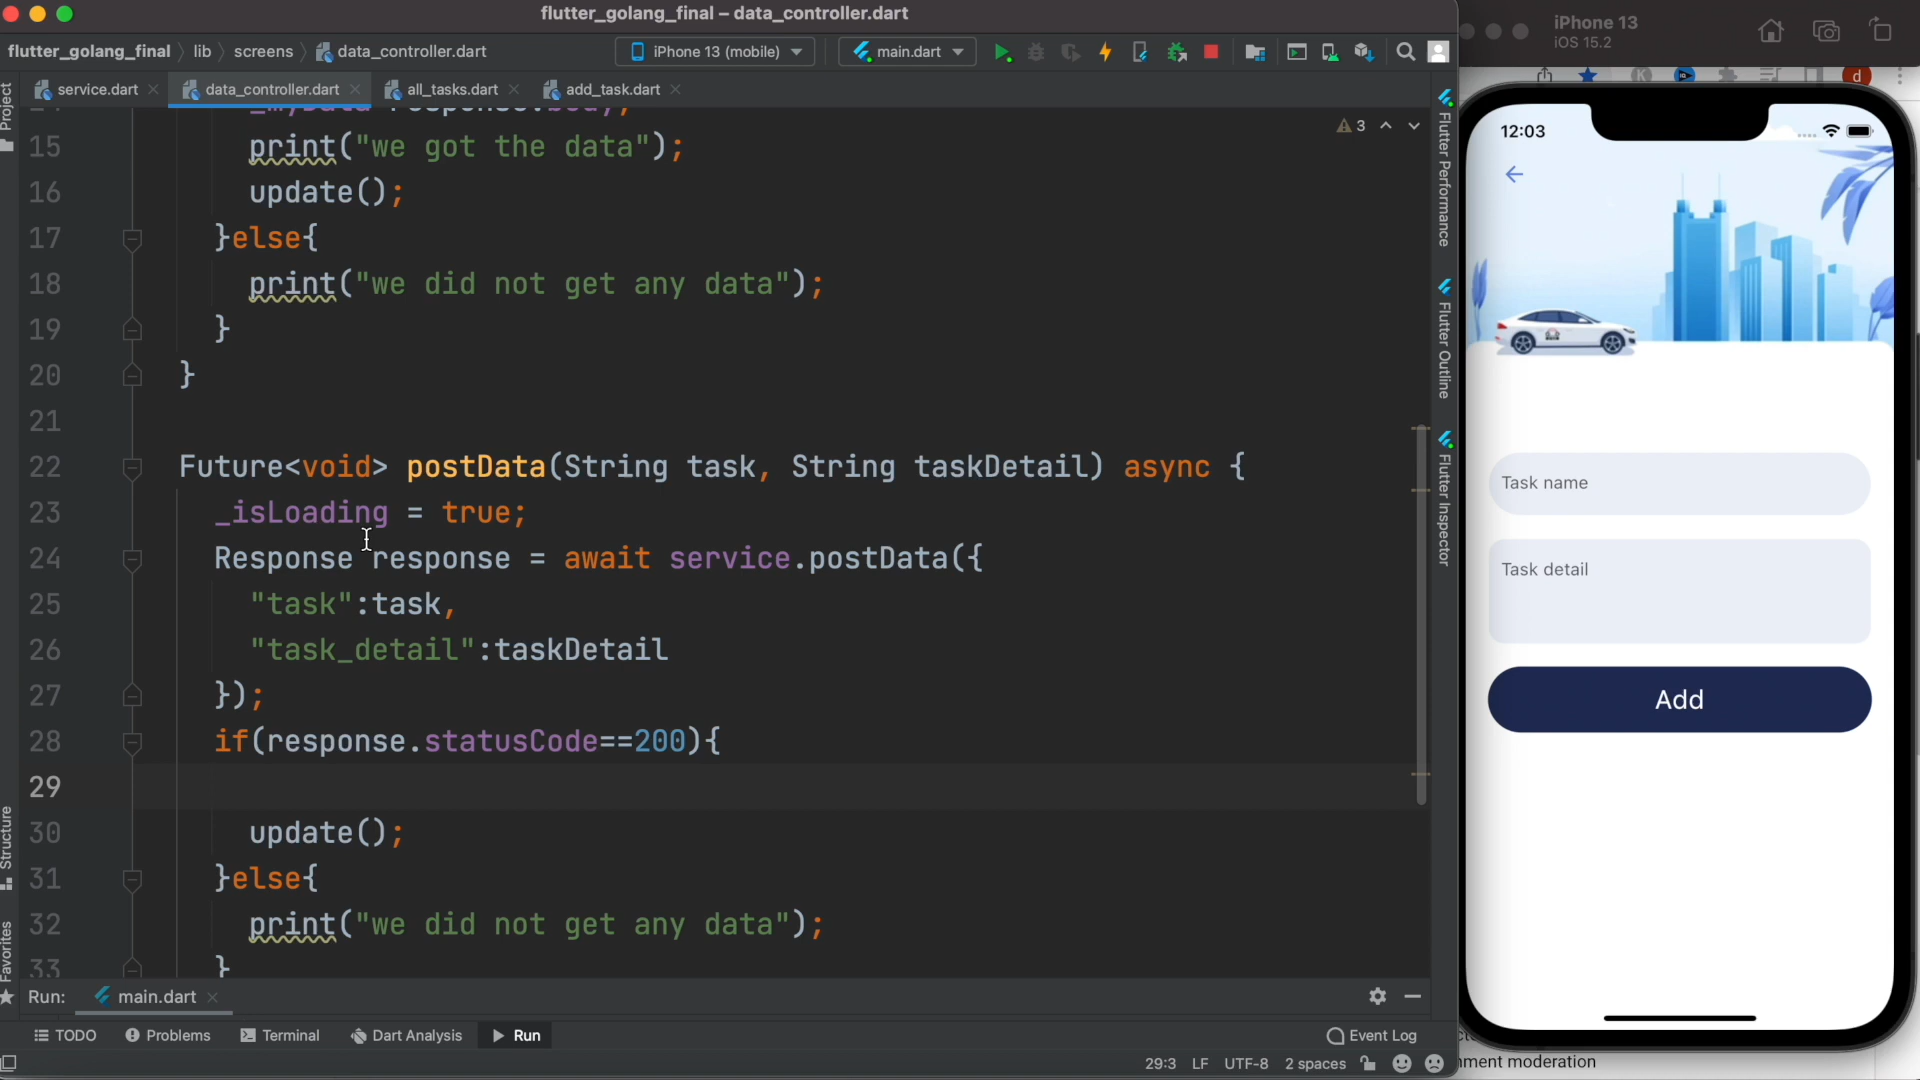 flutter_golang_final – data_controller.dart
flutter_golang_final
lib
screens
data_controller.dart
iPhone 13 (mobile)
main.dart
service.dart
data_controller.dart
all_tasks.dart
add_task.dart
Project
3
15 print("we got the data");
16 update();
17 }else{
18 print("we did not get any data");
19 }
20 }
21
22 Future<void> postData(String task, String taskDetail) async {
23 _isLoading = true;
24 Response response = await service.postData({
25 "task":task,
26 "task_detail":taskDetail
27 });
28 if(response.statusCode==200){
29
30 update();
31 }else{
32 print("we did not get any data");
33 }
Structure
Favorites
Flutter Performance
Flutter Outline
Flutter Inspector
Run:
main.dart
TODO
Problems
Terminal
Dart Analysis
Run
Event Log
29:3
LF
UTF-8
2 spaces
iPhone 13
iOS 15.2
d
12:03
Task name
Task detail
Add
moderation